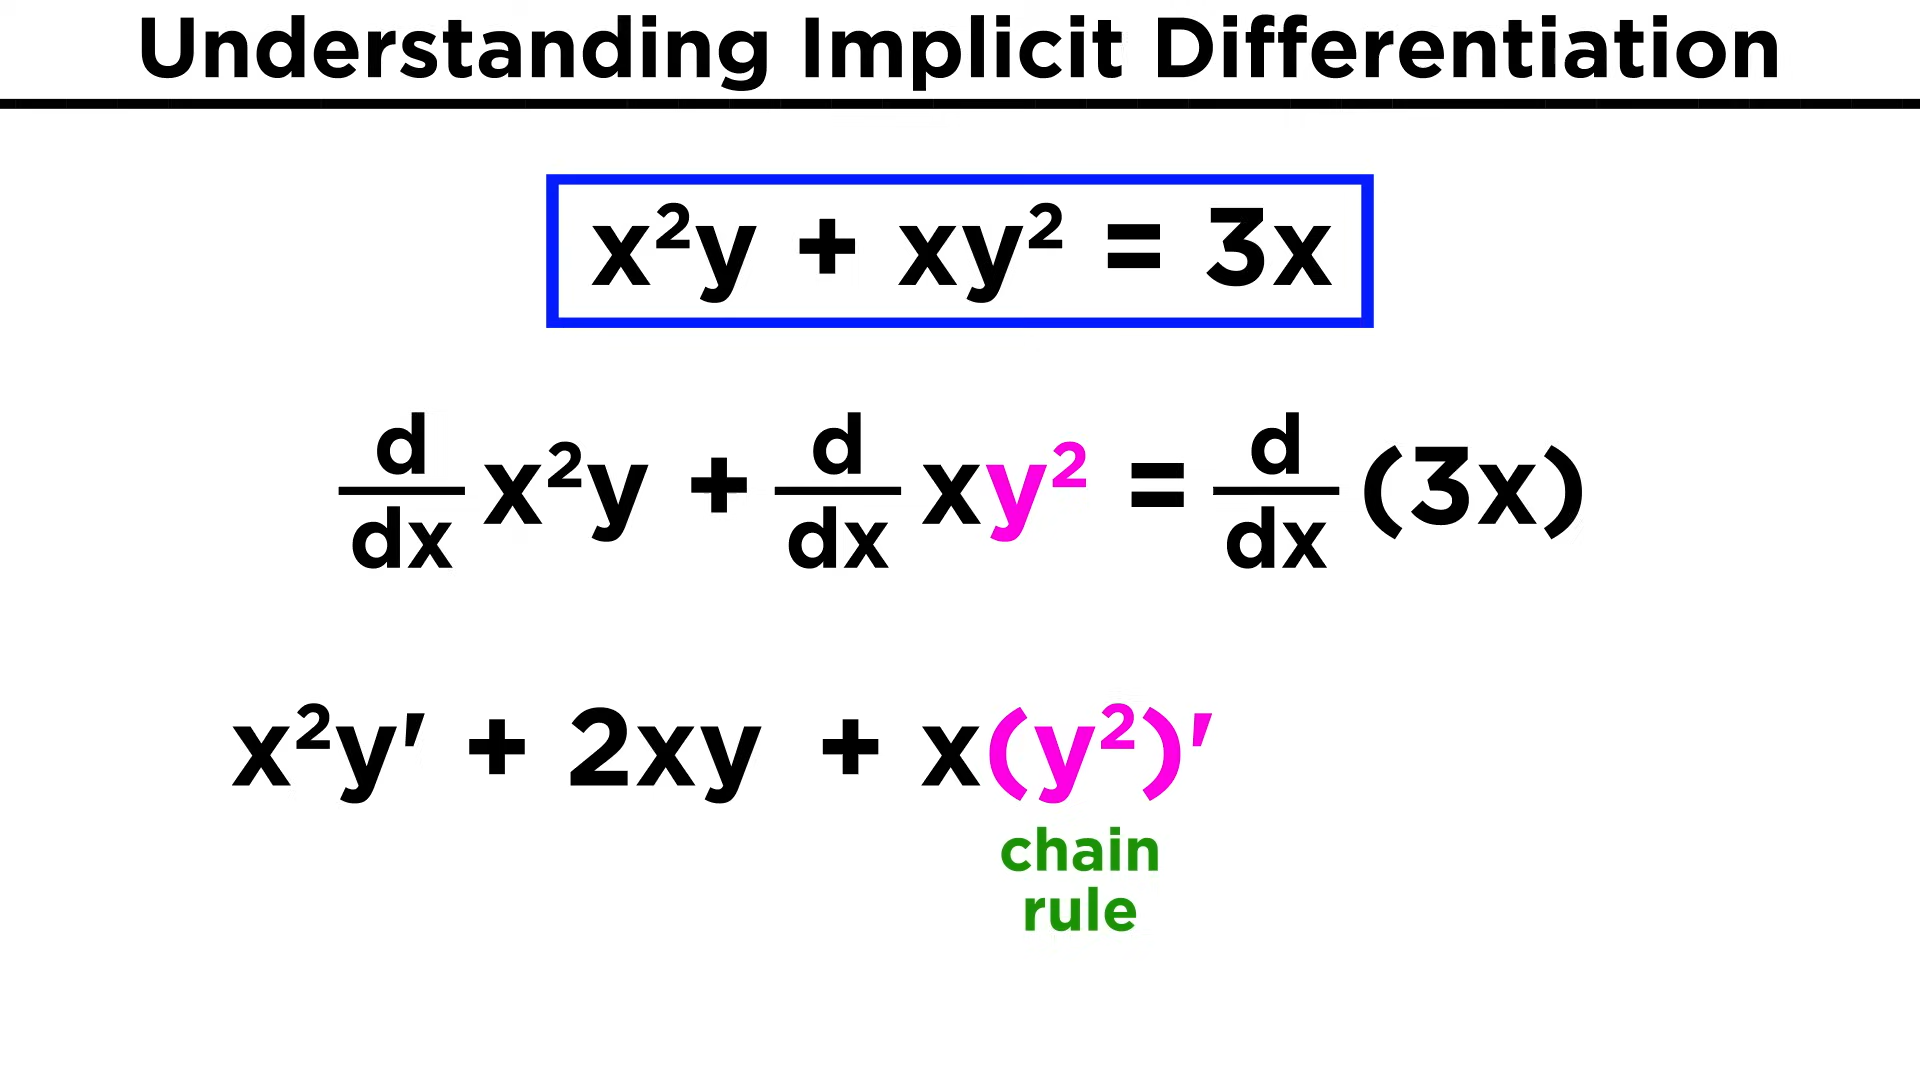 Understanding Implicit Differentiation
x²y + xy² = 3x
d/dx x²y + d/dx xy² = d/dx (3x)
x²y' + 2xy + x(y²)'
chain
rule